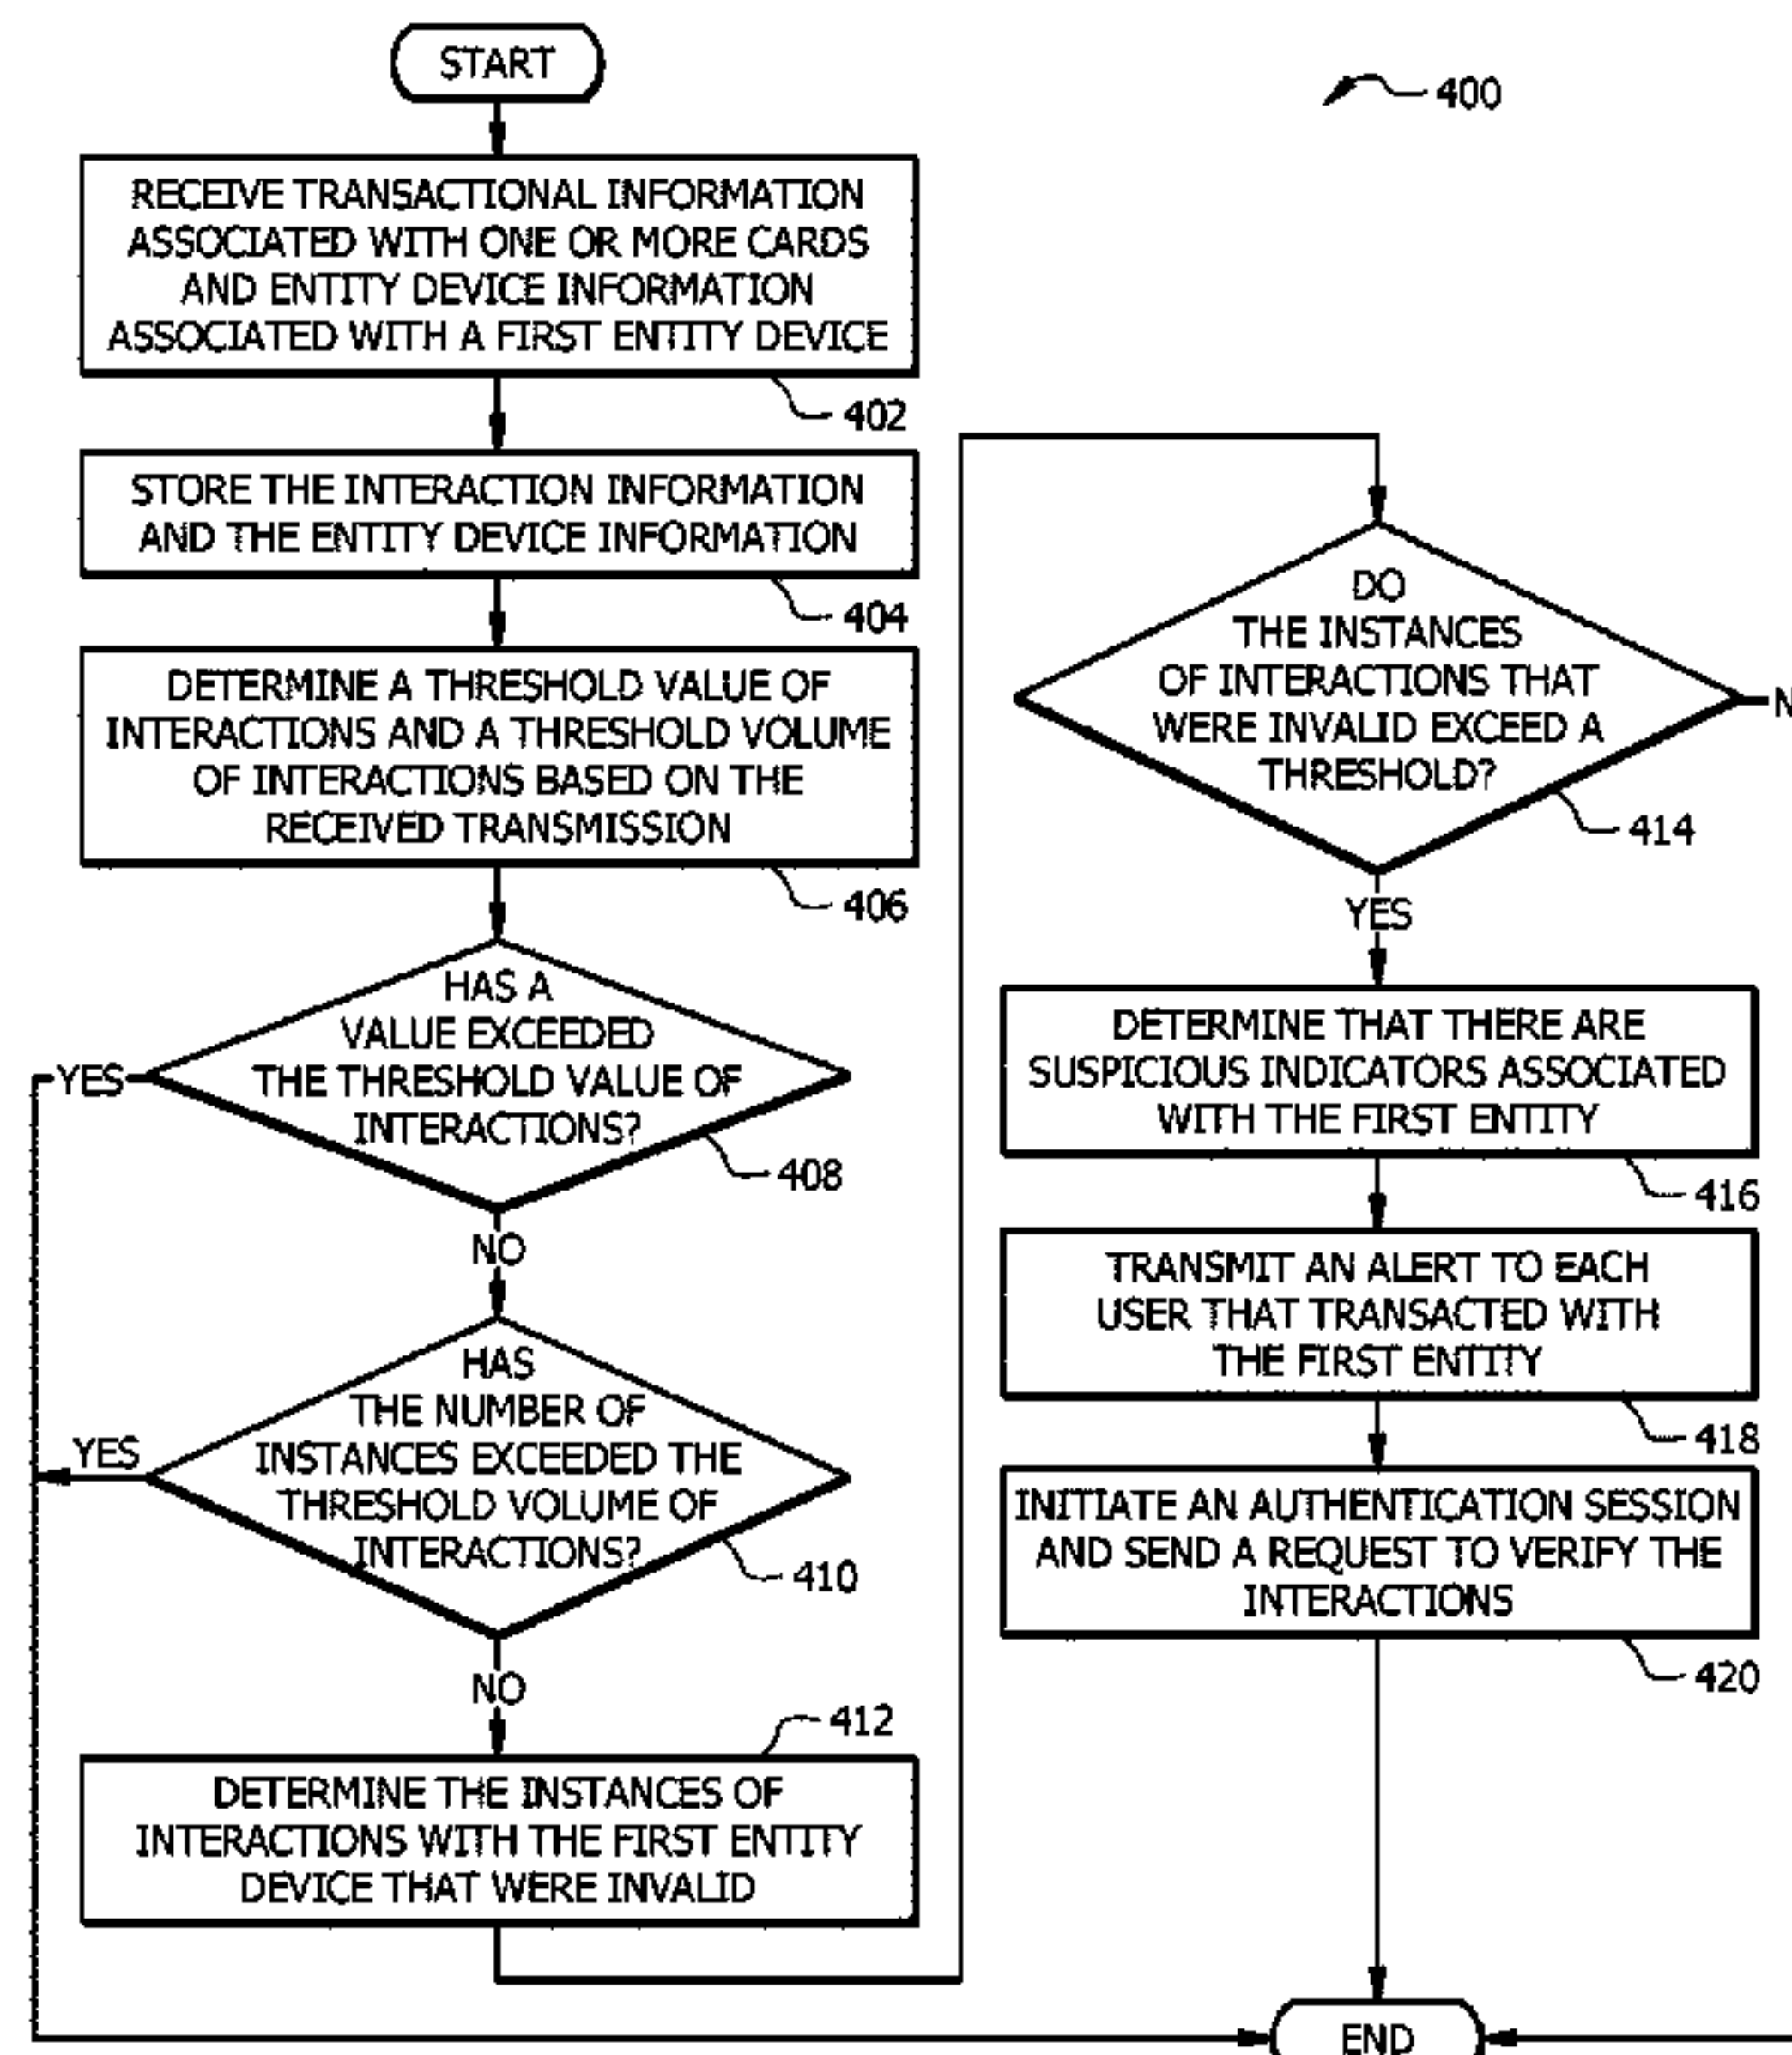 START
400
RECEIVE TRANSACTIONAL INFORMATION
ASSOCIATED WITH ONE OR MORE CARDS
AND ENTITY DEVICE INFORMATION
ASSOCIATED WITH A FIRST ENTITY DEVICE
402
STORE THE INTERACTION INFORMATION
AND THE ENTITY DEVICE INFORMATION
404
DETERMINE A THRESHOLD VALUE OF
INTERACTIONS AND A THRESHOLD VOLUME
OF INTERACTIONS BASED ON THE
RECEIVED TRANSMISSION
406
HAS A
VALUE EXCEEDED
THE THRESHOLD VALUE OF
INTERACTIONS?
YES
408
NO
HAS
THE NUMBER OF
INSTANCES EXCEEDED THE
THRESHOLD VOLUME OF
INTERACTIONS?
YES
410
NO
412
DETERMINE THE INSTANCES OF
INTERACTIONS WITH THE FIRST ENTITY
DEVICE THAT WERE INVALID
DO
THE INSTANCES
OF INTERACTIONS THAT
WERE INVALID EXCEED A
THRESHOLD?
414
YES
DETERMINE THAT THERE ARE
SUSPICIOUS INDICATORS ASSOCIATED
WITH THE FIRST ENTITY
416
TRANSMIT AN ALERT TO EACH
USER THAT TRANSACTED WITH
THE FIRST ENTITY
418
INITIATE AN AUTHENTICATION SESSION
AND SEND A REQUEST TO VERIFY THE
INTERACTIONS
420
END